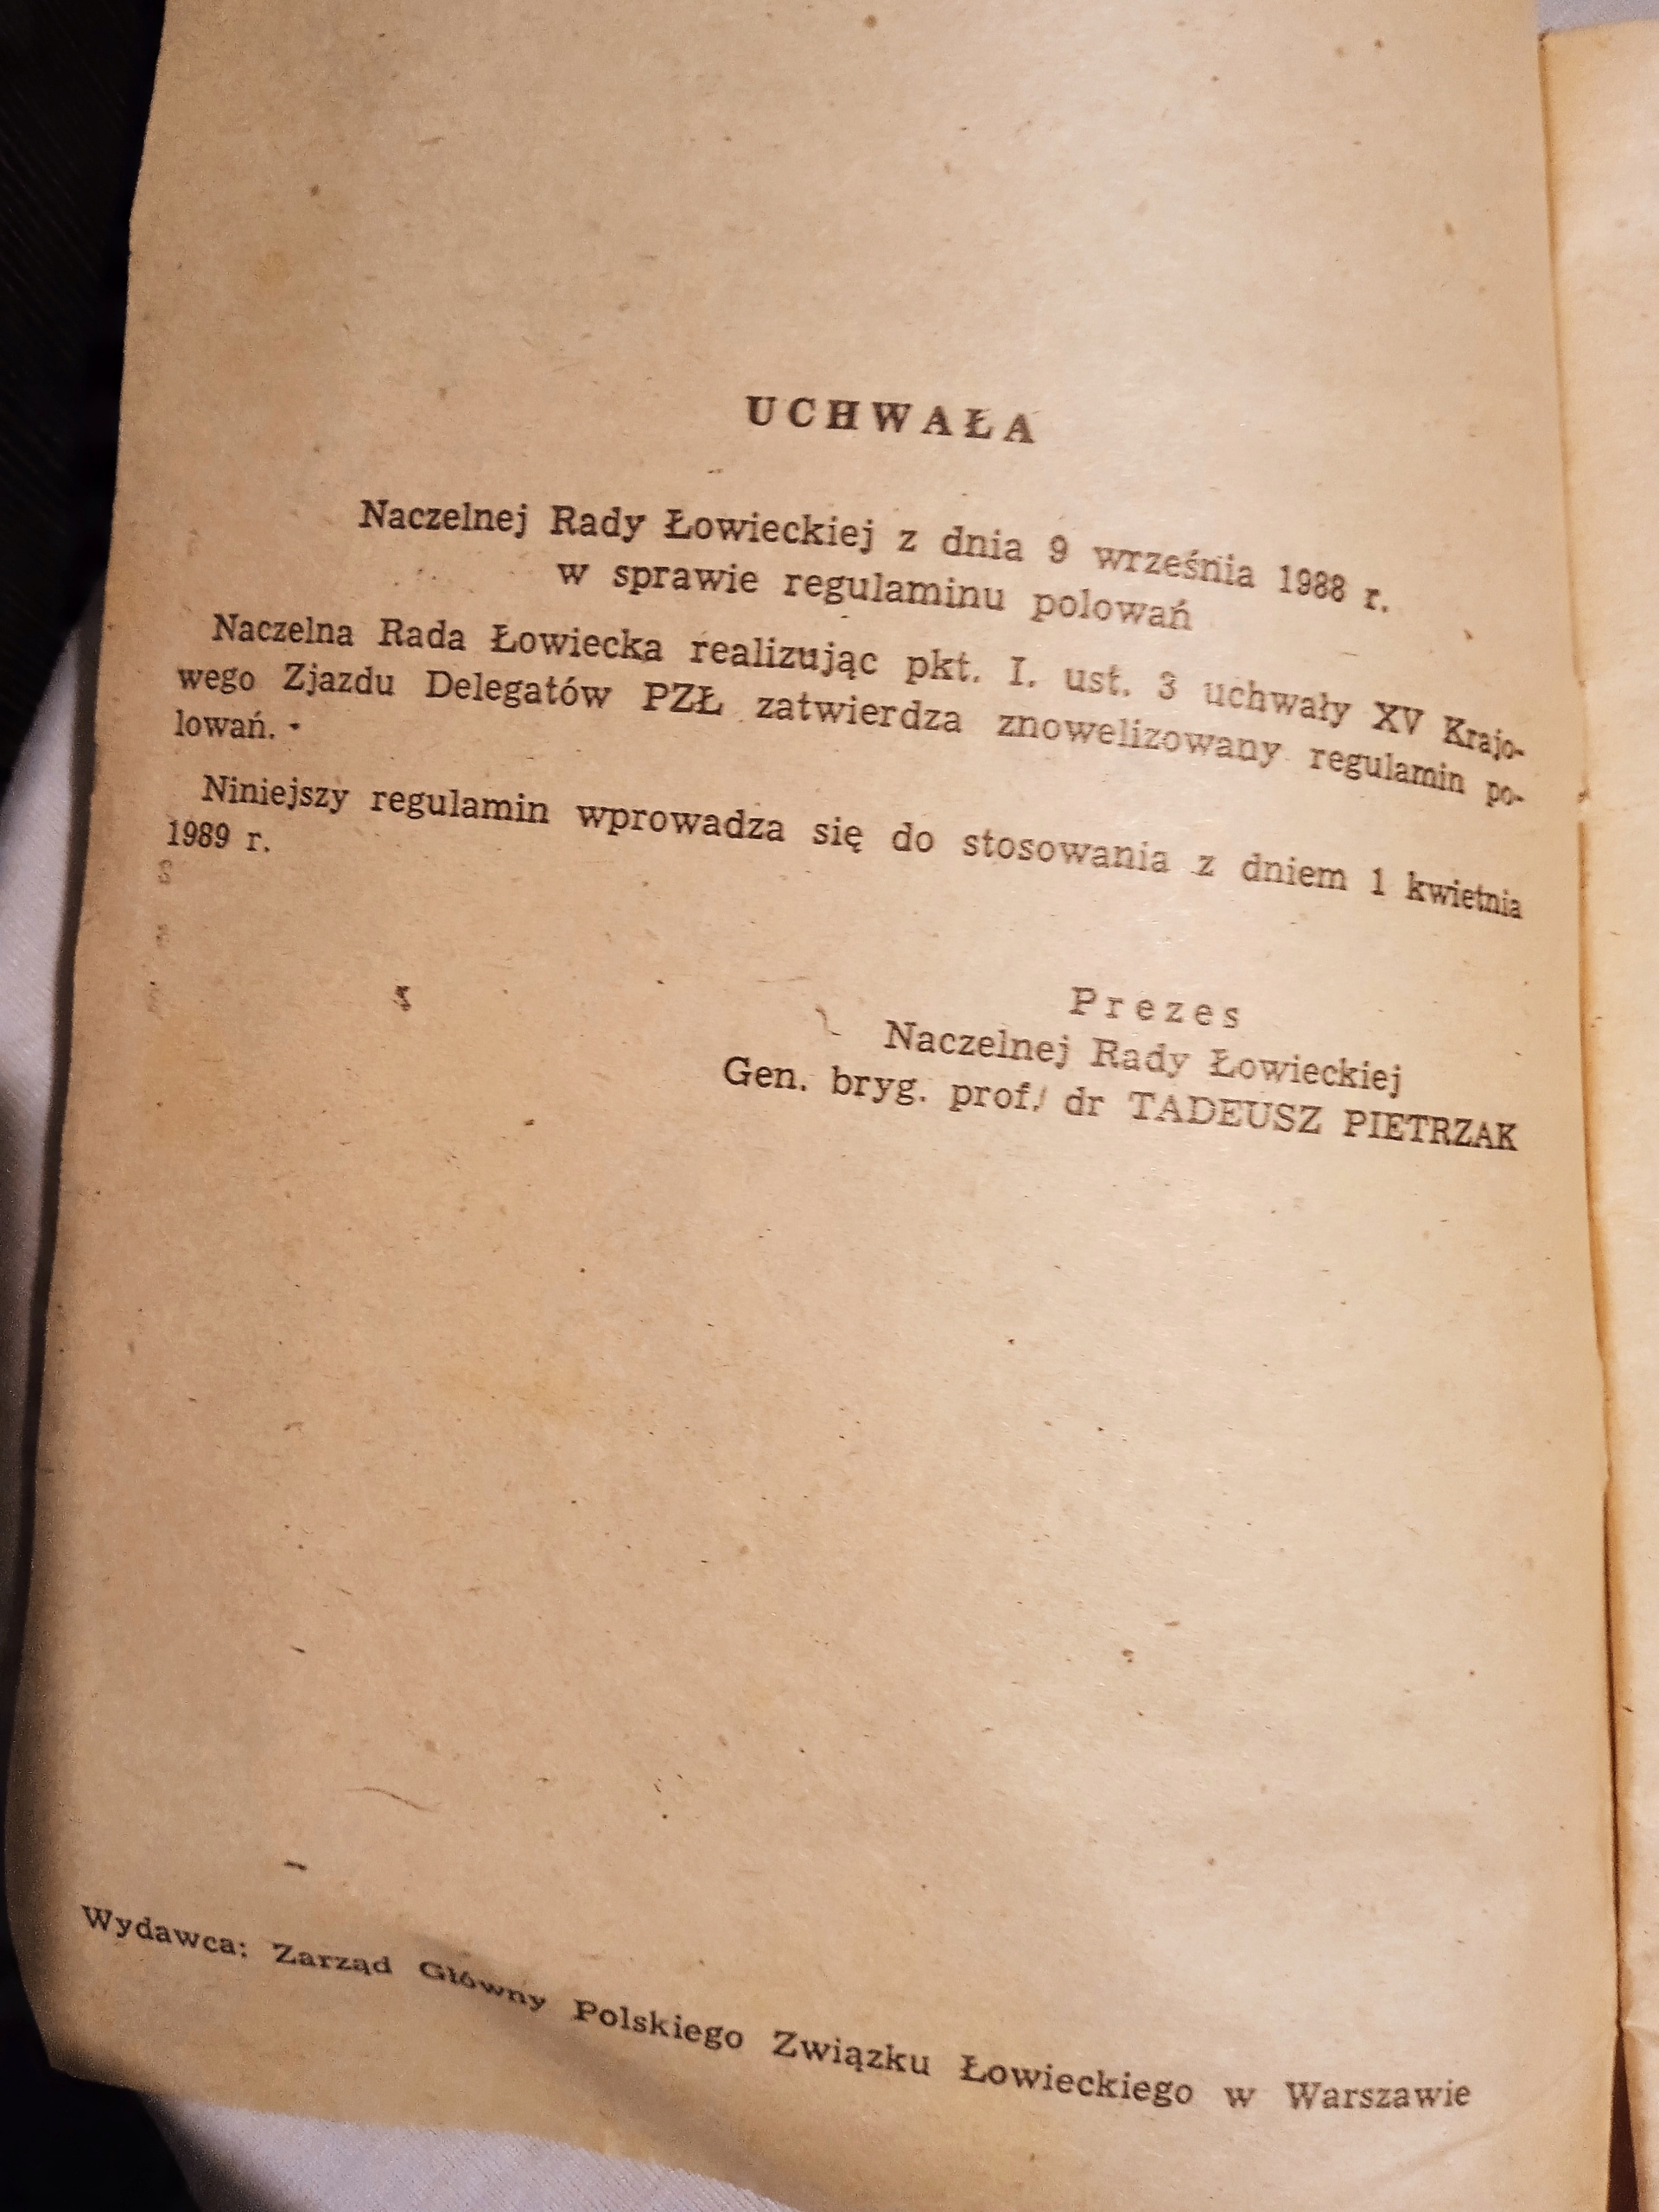 UCHWAŁA
Naczelnej Rady Łowieckiej z dnia 9 września 1988 r.
w sprawie regulaminu polowań
Naczelna Rada Łowiecka realizując pkt. I. ust. 3 uchwały XV Krajo-
wego Zjazdu Delegatów PZŁ zatwierdza znowelizowany regulamin po-
lowań.
Niniejszy regulamin wprowadza się do stosowania z dniem 1 kwietnia
1989 r.
Prezes
Naczelnej Rady Łowieckiej
Gen. bryg. prof. dr TADEUSZ PIETRZAK
Wydawca: Zarząd Główny Polskiego Związku Łowieckiego w Warszawie